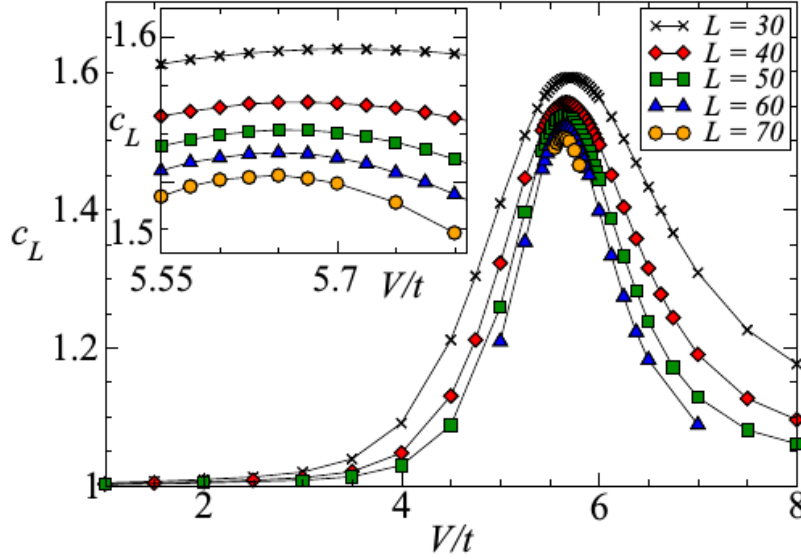 1.6
c_L
1.5
5.55
5.7
V/t
L = 30
L = 40
L = 50
L = 60
L = 70
1.6
1.4
1.2
1
c_L
2
4
6
8
V/t